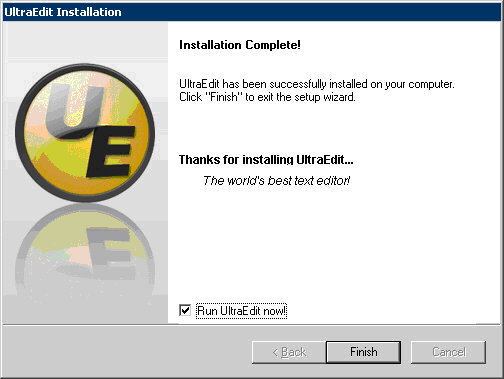 UltraEdit Installation
Installation Complete!
UltraEdit has been successfully installed on your computer.
Click "Finish" to exit the setup wizard.
UE
Thanks for installing UltraEdit...
The world's best text editor!
Run UltraEdit now!
< Back
Finish
Cancel